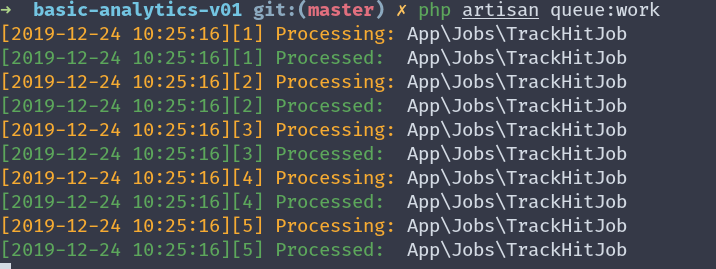 ➜  basic-analytics-v01 git:(master) ✗ php artisan queue:work
[2019-12-24 10:25:16][1] Processing: App\Jobs\TrackHitJob
[2019-12-24 10:25:16][1] Processed:  App\Jobs\TrackHitJob
[2019-12-24 10:25:16][2] Processing: App\Jobs\TrackHitJob
[2019-12-24 10:25:16][2] Processed:  App\Jobs\TrackHitJob
[2019-12-24 10:25:16][3] Processing: App\Jobs\TrackHitJob
[2019-12-24 10:25:16][3] Processed:  App\Jobs\TrackHitJob
[2019-12-24 10:25:16][4] Processing: App\Jobs\TrackHitJob
[2019-12-24 10:25:16][4] Processed:  App\Jobs\TrackHitJob
[2019-12-24 10:25:16][5] Processing: App\Jobs\TrackHitJob
[2019-12-24 10:25:16][5] Processed:  App\Jobs\TrackHitJob